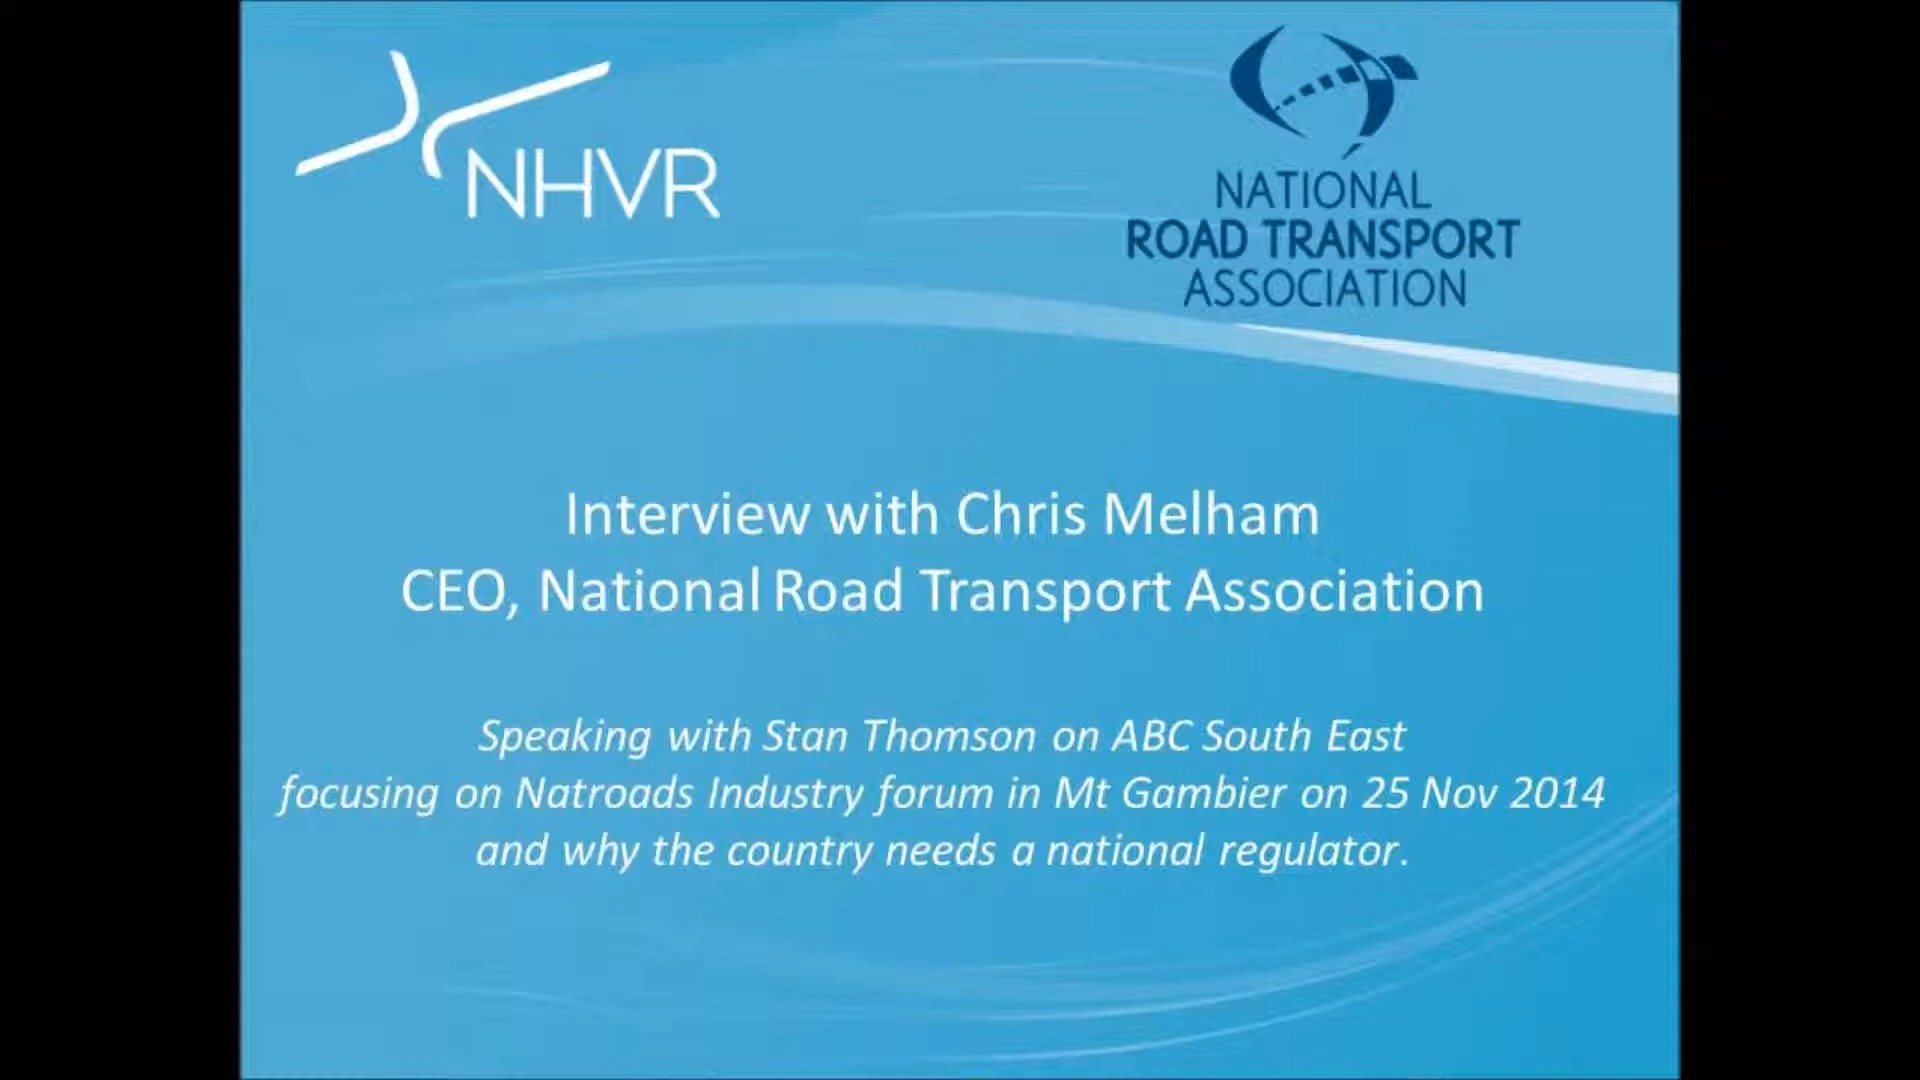 NHVR
NATIONAL
ROAD TRANSPORT
ASSOCIATION
Interview with Chris Melham
CEO, National Road Transport Association
Speaking with Stan Thomson on ABC South East
focusing on Natroads Industry forum in Mt Gambier on 25 Nov 2014
and why the country needs a national regulator.